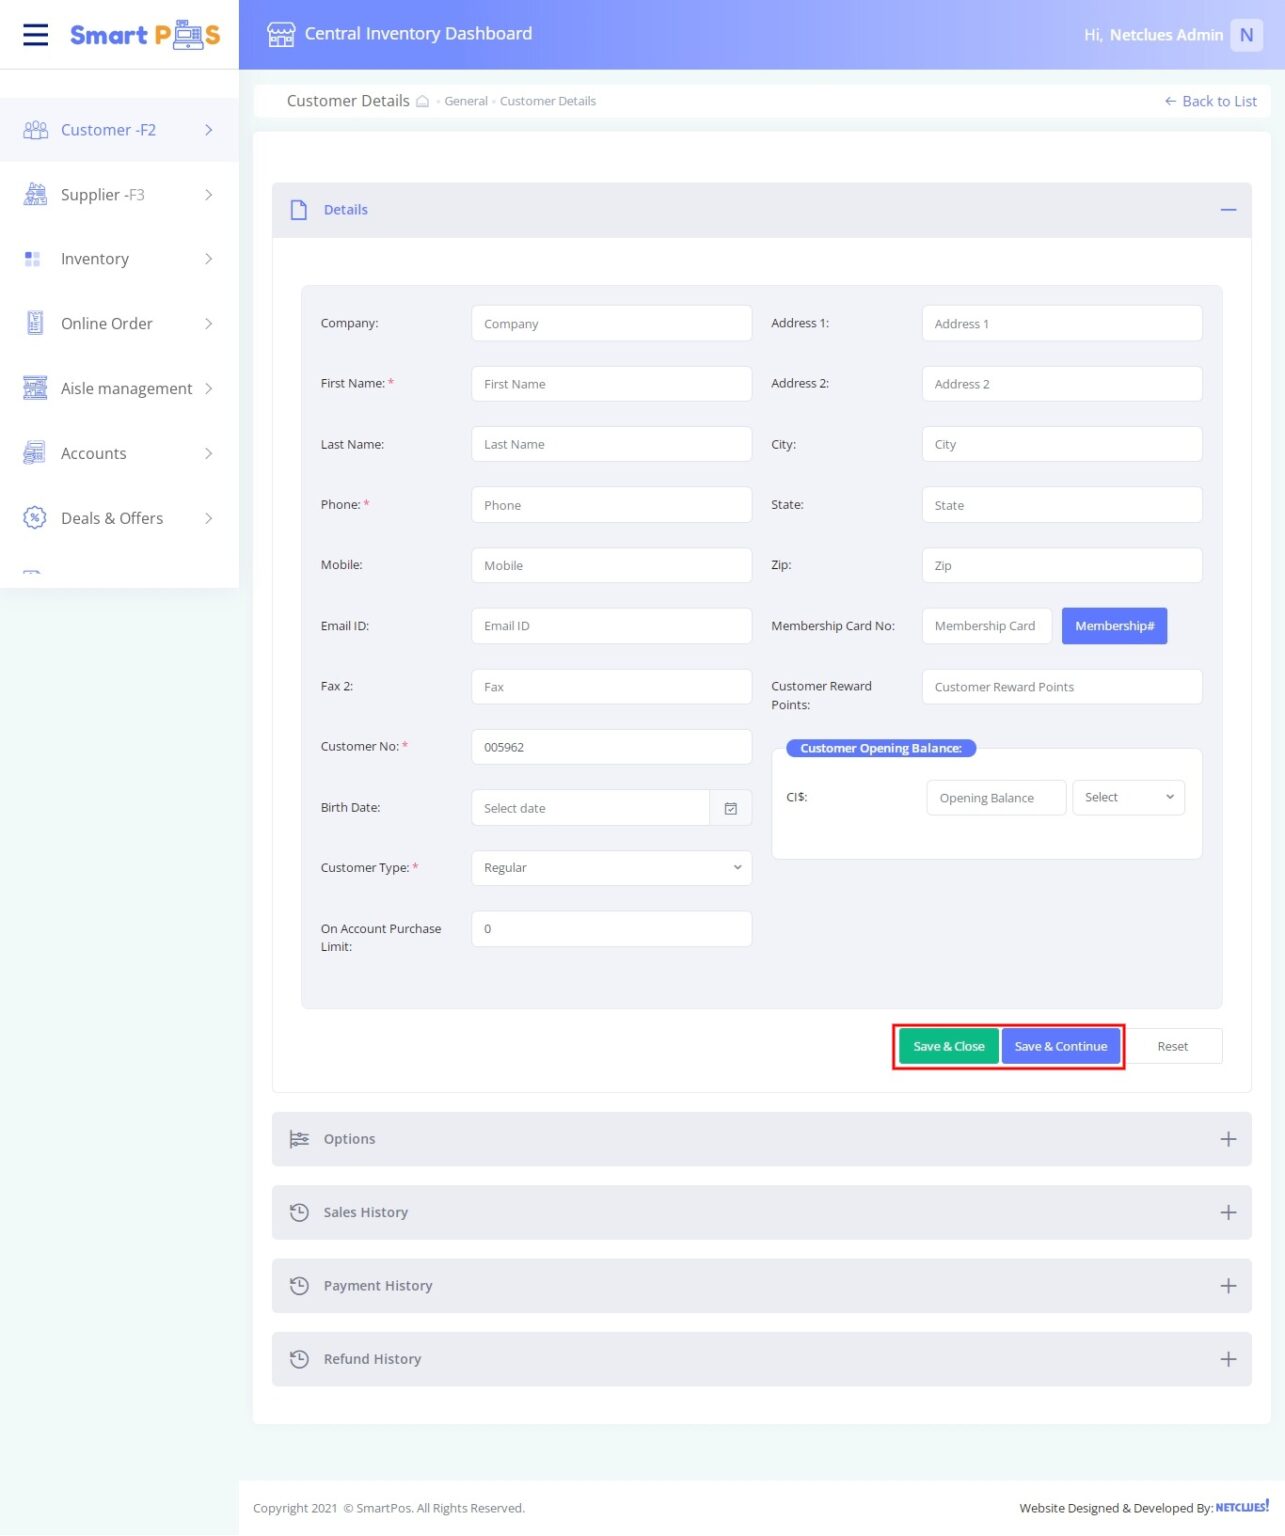 Smart POS
Central Inventory Dashboard
Hi, Netclues Admin N
Customer -F2
Supplier -F3
Inventory
Online Order
Aisle management
Accounts
Deals & Offers
Customer Details General Customer Details
← Back to List
Details
Company: Company
Address 1: Address 1
First Name: * First Name
Address 2: Address 2
Last Name: Last Name
City: City
Phone: * Phone
State: State
Mobile: Mobile
Zip: Zip
Email ID: Email ID
Membership Card No: Membership Card Membership#
Fax 2: Fax
Customer Reward
Points:
Customer Reward Points
Customer No: * 005962
Customer Opening Balance:
CI$: Opening Balance Select
Birth Date: Select date
Customer Type: * Regular
On Account Purchase
Limit:
0
Save & Close Save & Continue Reset
Options
Sales History
Payment History
Refund History
Copyright 2021 © SmartPos. All Rights Reserved.
Website Designed & Developed By: NETCLUES!